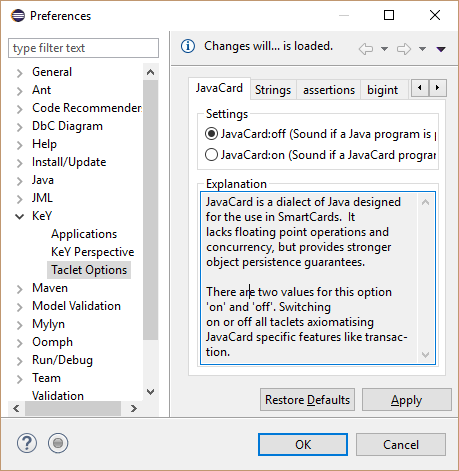 Preferences
type filter text
General
Ant
Code Recommender
DbC Diagram
Help
Install/Update
Java
JML
KeY
Applications
KeY Perspective
Taclet Options
Maven
Model Validation
Mylyn
Oomph
Run/Debug
Team
Validation
Changes will... is loaded.
JavaCard Strings assertions bigint
Settings
JavaCard:off (Sound if a Java program is p
JavaCard:on (Sound if a JavaCard progran
Explanation
JavaCard is a dialect of Java designed
for the use in SmartCards. It
lacks floating point operations and
concurrency, but provides stronger
object persistence guarantees.
There are two values for this option
'on' and 'off'. Switching
on or off all taclets axiomatising
JavaCard specific features like transac-
tion.
Restore Defaults Apply
OK Cancel